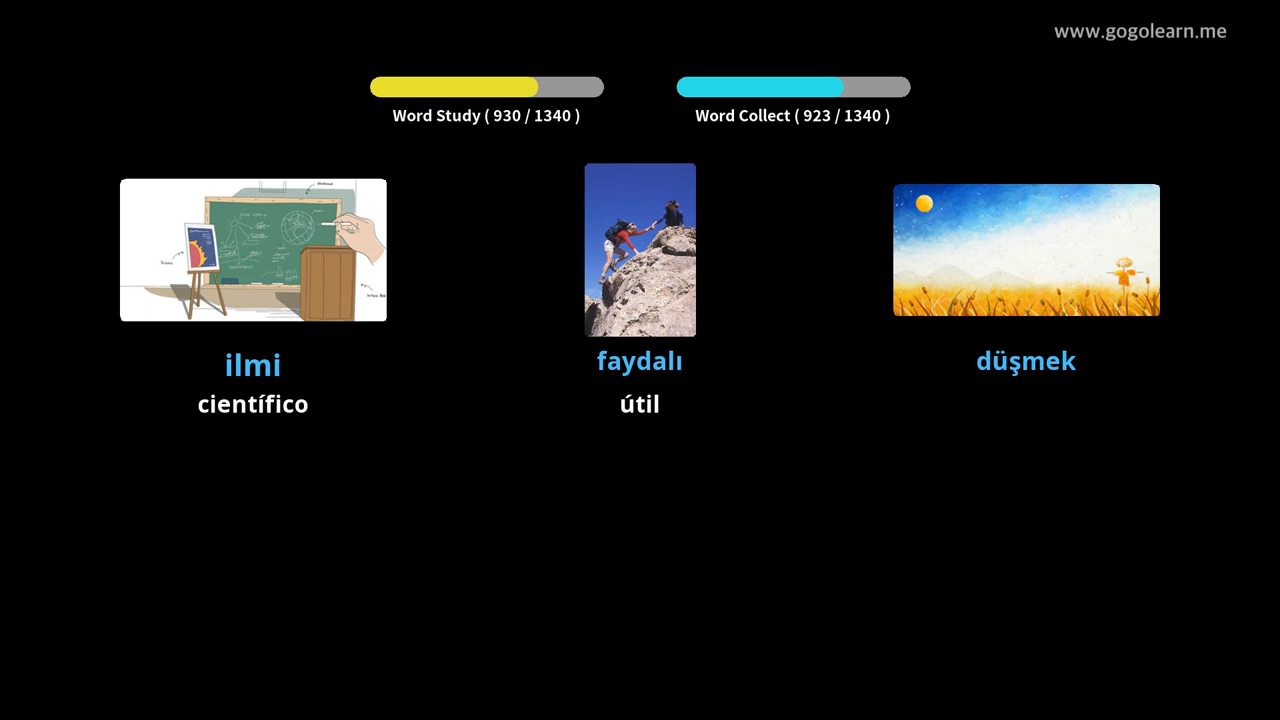 www.gogolearn.me
Word Study ( 930 / 1340 )
Word Collect ( 923 / 1340 )
ilmi
científico
faydalı
útil
düşmek